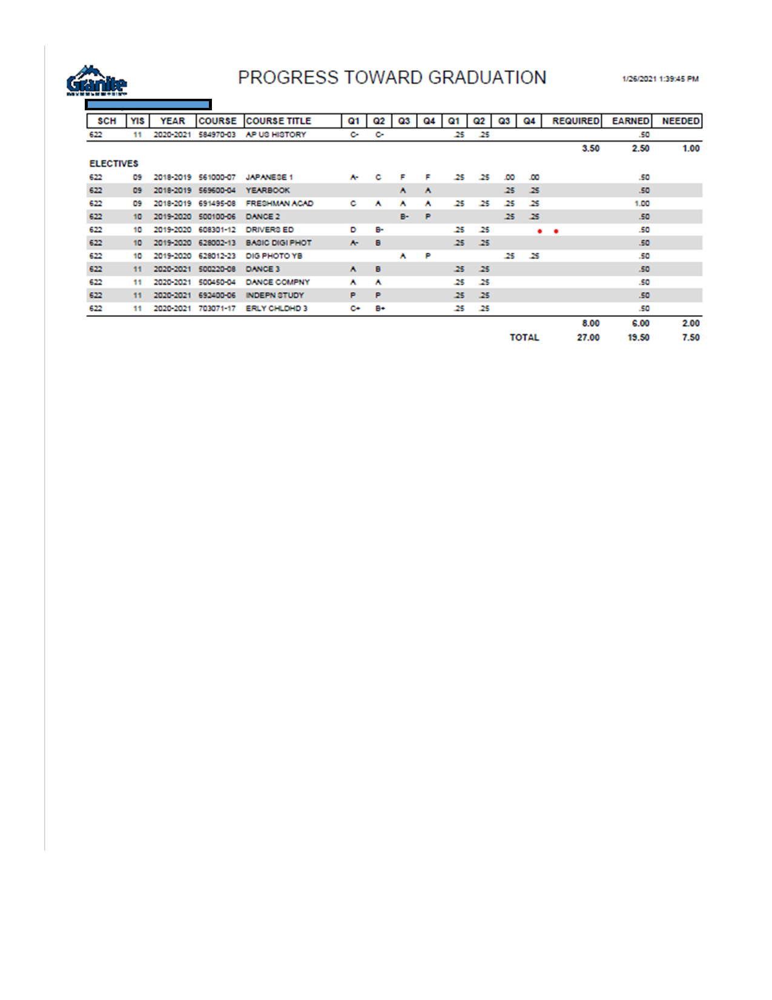 Granite
PROGRESS TOWARD GRADUATION
1/26/2021 1:39:45 PM
SCH YIS YEAR COURSE COURSE TITLE Q1 Q2 Q3 Q4 Q1 Q2 Q3 Q4 REQUIRED EARNED NEEDED
622 11 2020-2021 584970-03 AP US HISTORY C- C- .25 .25 .50
3.50 2.50 1.00
ELECTIVES
622 09 2018-2019 561000-07 JAPANESE 1 A- C F F .25 .25 .00 .00 .50
622 09 2018-2019 569600-04 YEARBOOK A A .25 .25 .50
622 09 2018-2019 691495-08 FRESHMAN ACAD C A A A .25 .25 .25 .25 1.00
622 10 2019-2020 500100-06 DANCE 2 B- P .25 .25 .50
622 10 2019-2020 608301-12 DRIVERS ED D B- .25 .25 .50
622 10 2019-2020 628002-13 BASIC DIGI PHOT A- B .25 .25 .50
622 10 2019-2020 628012-23 DIG PHOTO YB A P .25 .25 .50
622 11 2020-2021 500220-08 DANCE 3 A B .25 .25 .50
622 11 2020-2021 500450-04 DANCE COMPNY A A .25 .25 .50
622 11 2020-2021 692400-06 INDEPN STUDY P P .25 .25 .50
622 11 2020-2021 703071-17 ERLY CHLDHD 3 C+ B+ .25 .25 .50
8.00 6.00 2.00
TOTAL 27.00 19.50 7.50